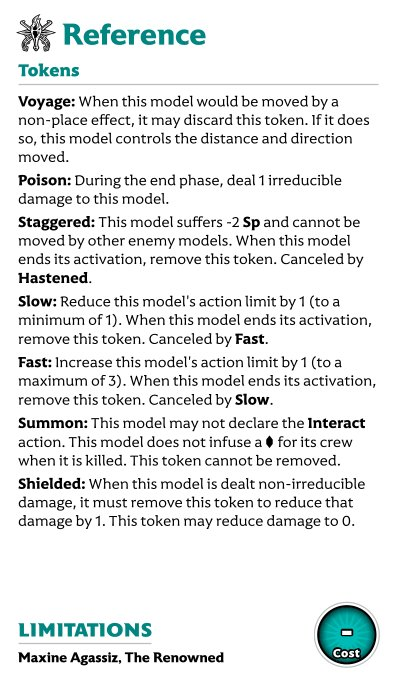 Reference
Tokens
Voyage: When this model would be moved by a
non-place effect, it may discard this token. If it does
so, this model controls the distance and direction
moved.
Poison: During the end phase, deal 1 irreducible
damage to this model.
Staggered: This model suffers -2 Sp and cannot be
moved by other enemy models. When this model
ends its activation, remove this token. Canceled by
Hastened.
Slow: Reduce this model's action limit by 1 (to a
minimum of 1). When this model ends its activation,
remove this token. Canceled by Fast.
Fast: Increase this model's action limit by 1 (to a
maximum of 3). When this model ends its activation,
remove this token. Canceled by Slow.
Summon: This model may not declare the Interact
action. This model does not infuse a for its crew
when it is killed. This token cannot be removed.
Shielded: When this model is dealt non-irreducible
damage, it must remove this token to reduce that
damage by 1. This token may reduce damage to 0.
LIMITATIONS
Maxine Agassiz, The Renowned
-
Cost